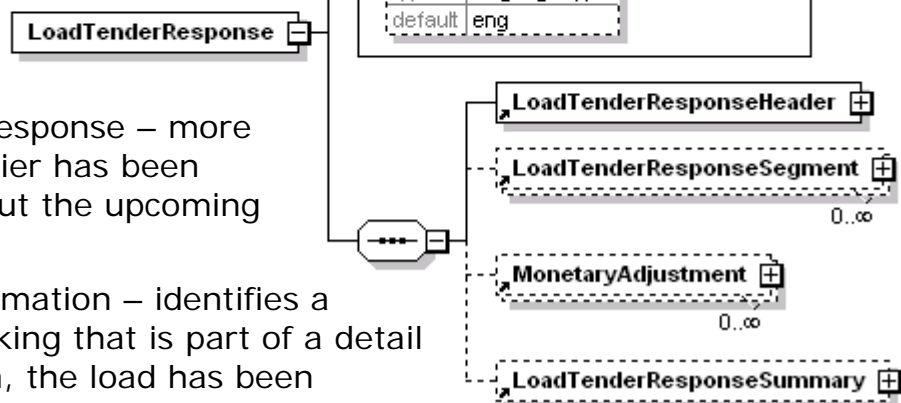 default eng
LoadTenderResponse
LoadTenderResponseHeader
esponse – more
ier has been
LoadTenderResponseSegment
ut the upcoming
0..∞
rmation – identifies a
MonetaryAdjustment
king that is part of a detail
0..∞
, the load has been
LoadTenderResponseSummary